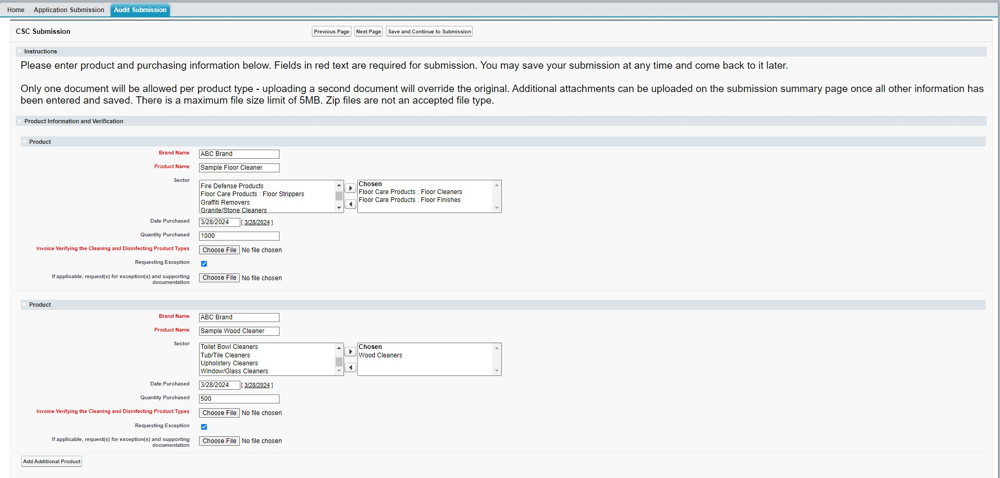 Home Application Submission Audit Submission
CSC Submission Previous Page Next Page Save and Continue to Submission
Instructions
Please enter product and purchasing information below. Fields in red text are required for submission. You may save your submission at any time and come back to it later.
Only one document will be allowed per product type - uploading a second document will override the original. Additional attachments can be uploaded on the submission summary page once all other information has
been entered and saved. There is a maximum file size limit of 5MB. Zip files are not an accepted file type.
Product Information and Verification
Product
Brand Name ABC Brand
Product Name Sample Floor Cleaner
Sector
Fire Defense Products
Floor Care Products : Floor Strippers
Graffiti Removers
Granite/Stone Cleaners
Chosen
Floor Care Products : Floor Cleaners
Floor Care Products : Floor Finishes
Date Purchased 3/28/2024 [ 3/28/2024 ]
Quantity Purchased 1000
Invoice Verifying the Cleaning and Disinfecting Product Types Choose File No file chosen
Requesting Exception
If applicable, request(s) for exception(s) and supporting
documentation
Choose File No file chosen
Product
Brand Name ABC Brand
Product Name Sample Wood Cleaner
Sector
Toilet Bowl Cleaners
Tub/Tile Cleaners
Upholstery Cleaners
Window/Glass Cleaners
Chosen
Wood Cleaners
Date Purchased 3/28/2024 [ 3/28/2024 ]
Quantity Purchased 500
Invoice Verifying the Cleaning and Disinfecting Product Types Choose File No file chosen
Requesting Exception
If applicable, request(s) for exception(s) and supporting
documentation
Choose File No file chosen
Add Additional Product